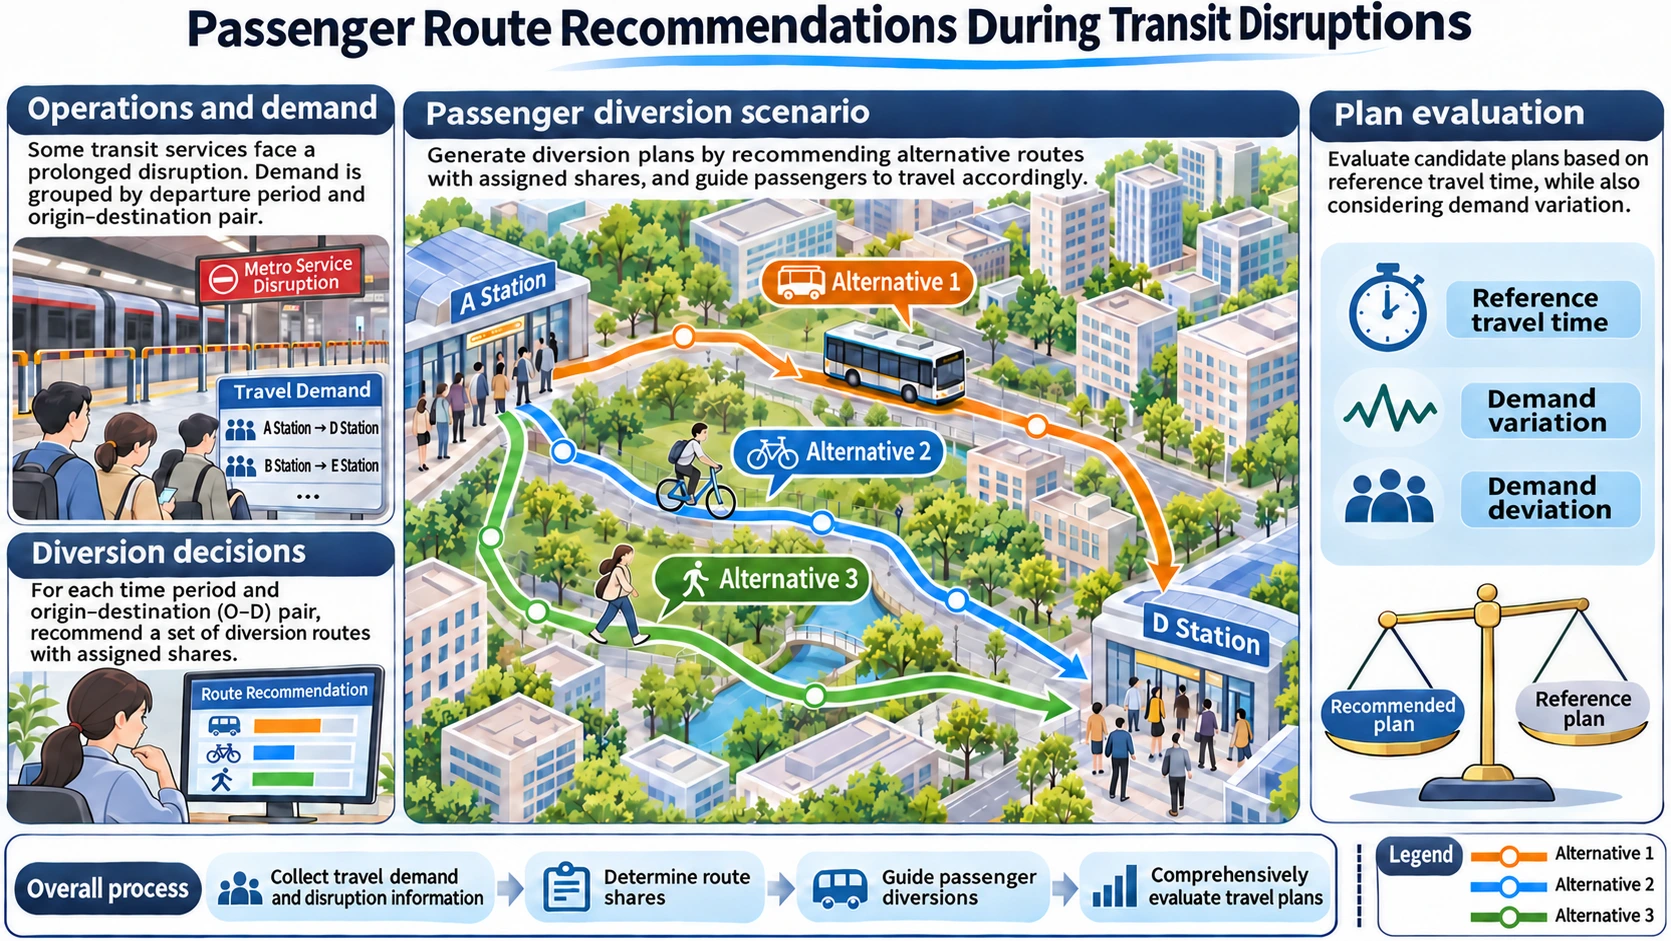 Passenger Route Recommendations During Transit Disruptions
Operations and demand
Some transit services face a
prolonged disruption. Demand is
grouped by departure period and
origin–destination pair.
Metro Service
Disruption
Travel Demand
A Station → D Station
B Station → E Station
...
Diversion decisions
For each time period and
origin–destination (O–D) pair,
recommend a set of diversion routes
with assigned shares.
Route Recommendation
Passenger diversion scenario
Generate diversion plans by recommending alternative routes
with assigned shares, and guide passengers to travel accordingly.
A Station
Alternative 1
Alternative 2
Alternative 3
D Station
Plan evaluation
Evaluate candidate plans based on
reference travel time, while also
considering demand variation.
Reference
travel time
Demand
variation
Demand
deviation
Recommended
plan
Reference
plan
Overall process
Collect travel demand
and disruption information
Determine route
shares
Guide passenger
diversions
Comprehensively
evaluate travel plans
Legend
Alternative 1
Alternative 2
Alternative 3